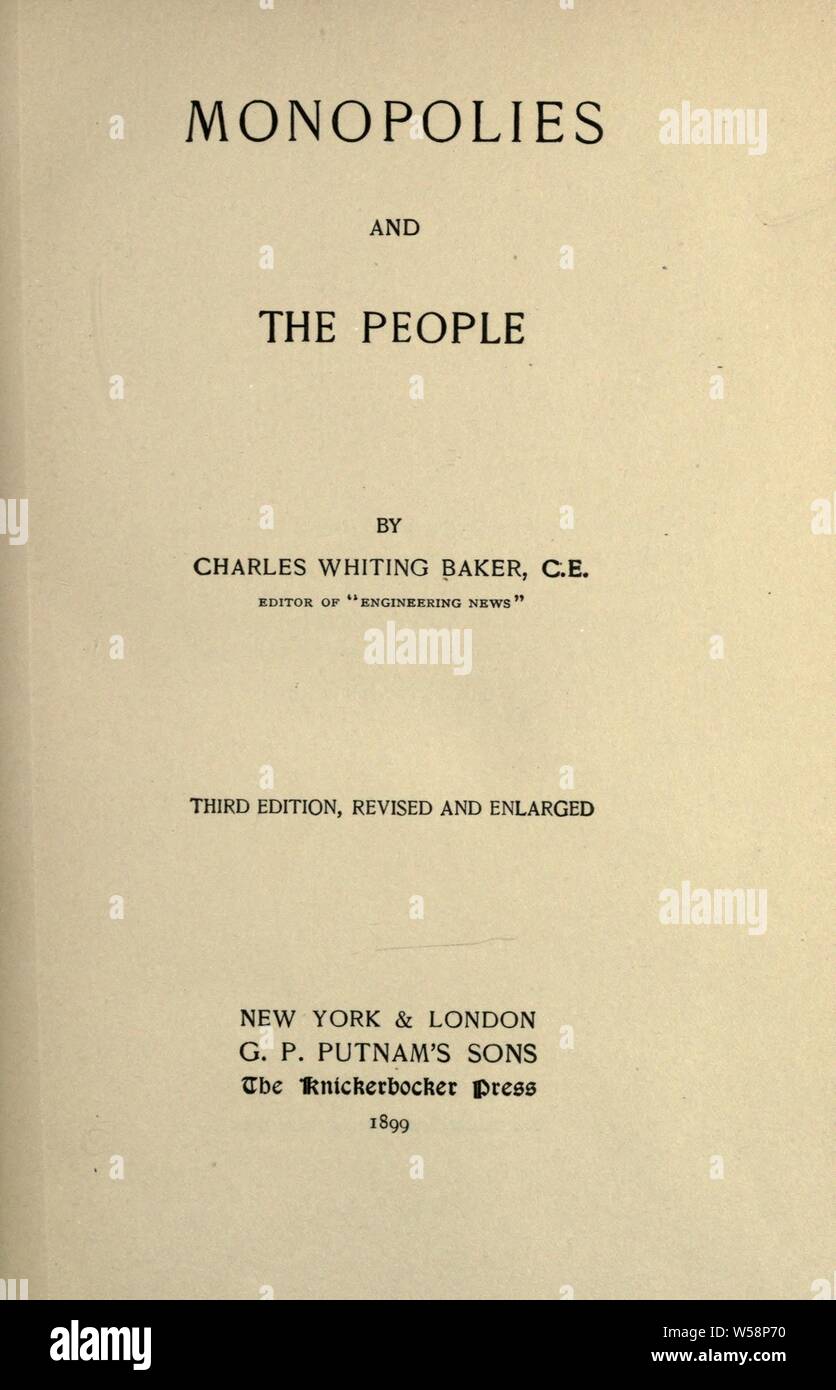 MONOPOLIES
AND
THE PEOPLE
BY
CHARLES WHITING BAKER, C.E.
EDITOR OF "ENGINEERING NEWS"
THIRD EDITION, REVISED AND ENLARGED
NEW YORK & LONDON
G. P. PUTNAM'S SONS
The Knickerbocker Press
1899
a alamy
a alamy
a alamy
alamy
Image ID: W58P70
www.alamy.com